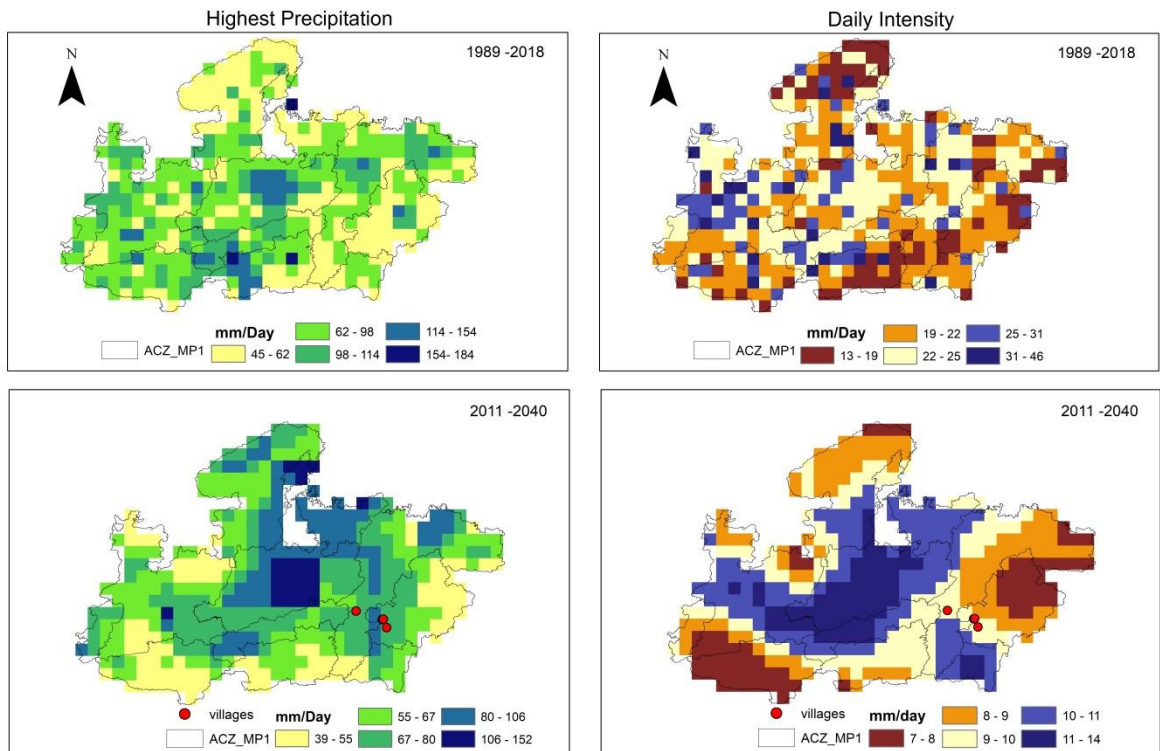 Highest Precipitation
Daily Intensity
1989 -2018
N
mm/Day
62 - 98
114 - 154
ACZ_MP1
45 - 62
98 - 114
154- 184
1989 -2018
N
mm/Day
19 - 22
25 - 31
ACZ_MP1
13 - 19
22 - 25
31 - 46
2011 -2040
villages
mm/Day
55 - 67
80 - 106
ACZ_MP1
39 - 55
67 - 80
106 - 152
2011 -2040
villages
mm/day
8 - 9
10 - 11
ACZ_MP1
7 - 8
9 - 10
11 - 14